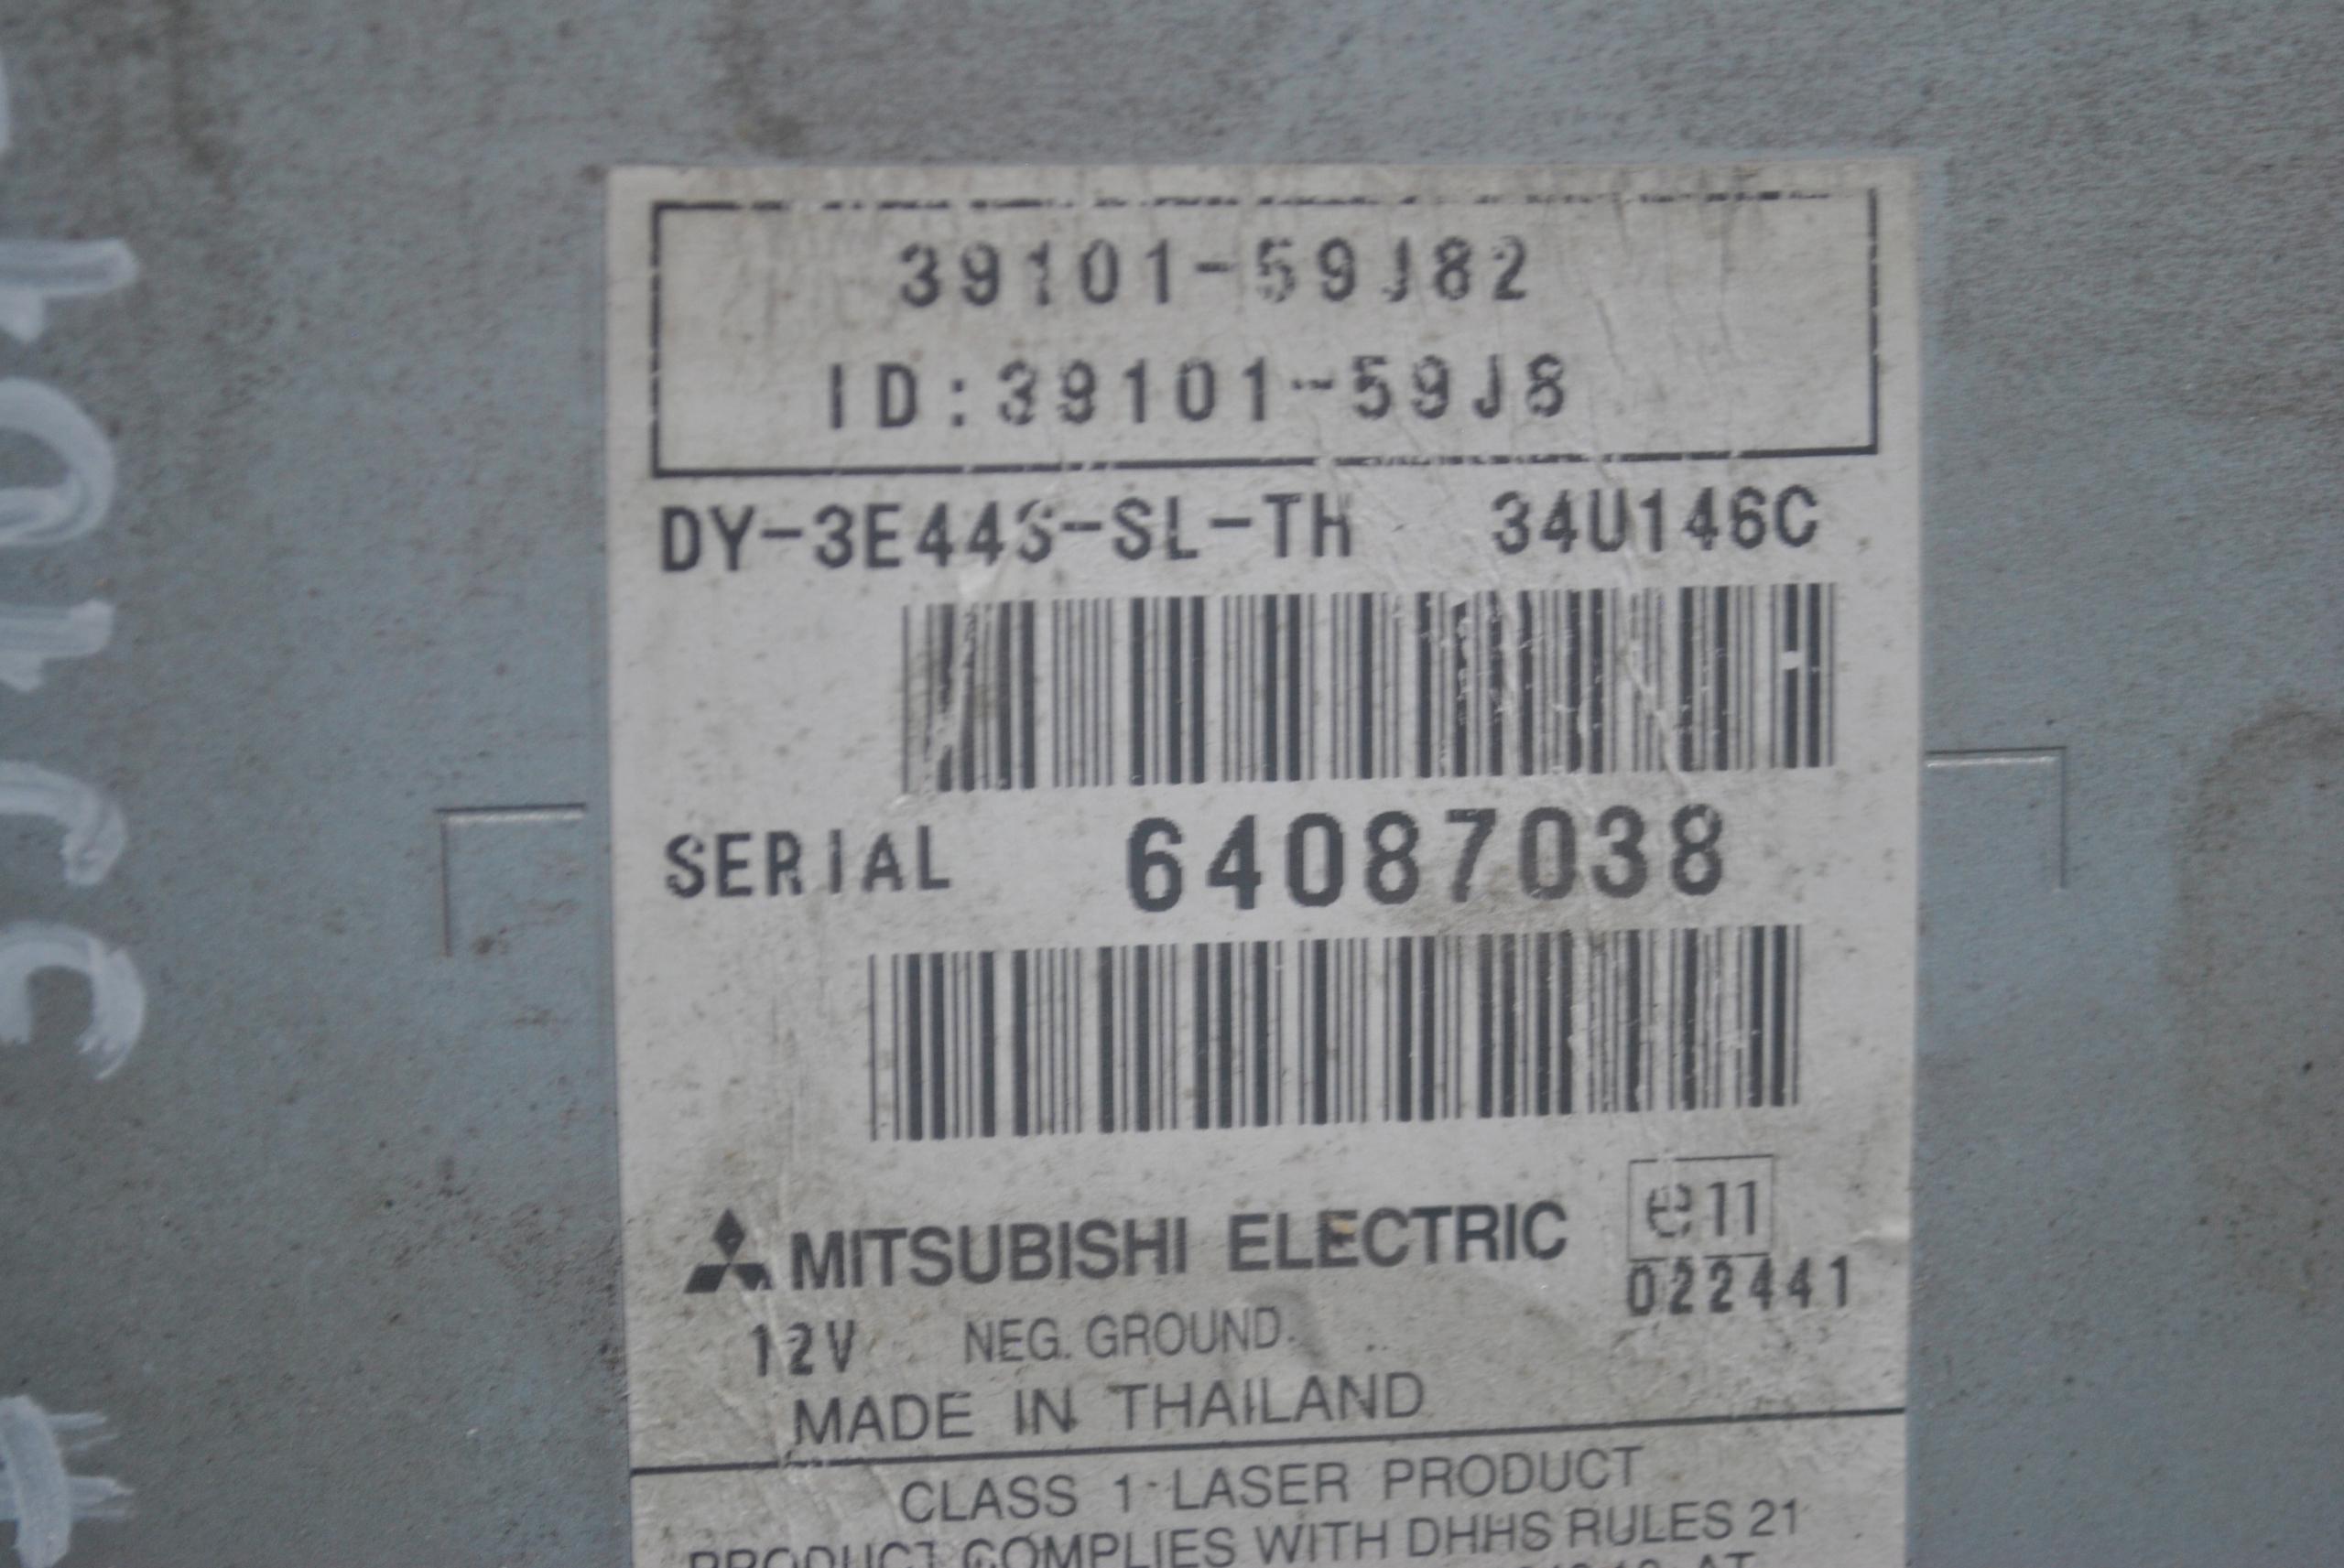 39101-59J82
ID:39101-59J8
DY-3E44S-SL-TH 34U146C
SERIAL 64087038
MITSUBISHI ELECTRIC e11
022441
12V NEG. GROUND.
MADE IN THAILAND
CLASS 1 LASER PRODUCT
PRODUCT COMPLIES WITH DHHS RULES 21